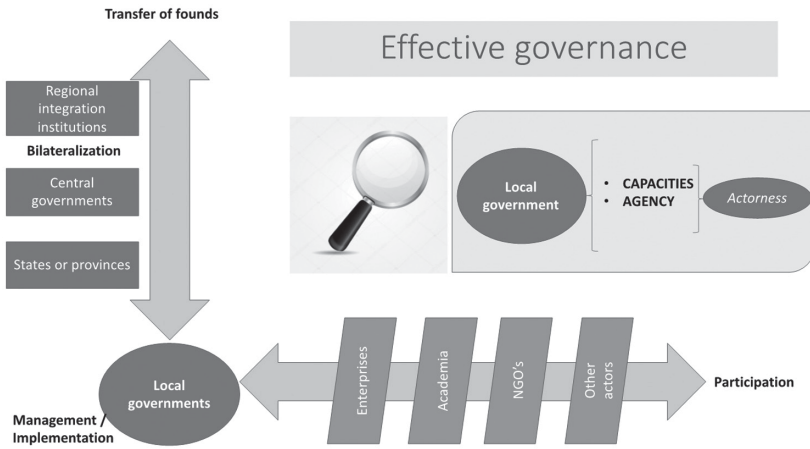 Transfer of founds
Effective governance
Regional
integration
institutions
Bilateralization
Central
governments
States or provinces
Local
government
• CAPACITIES
• AGENCY
Actorness
Local
governments
Management /
Implementation
Enterprises
Academia
NGO's
Other
actors
Participation